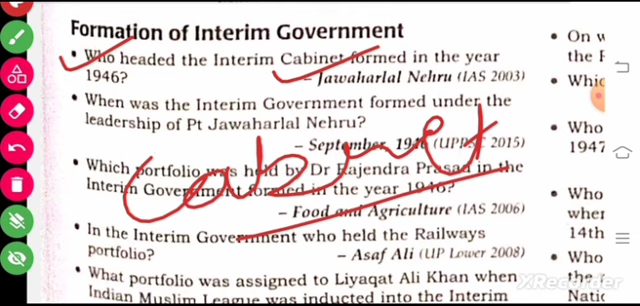 Formation of Interim Government
• Who headed the Interim Cabinet formed in the year
1946?
– Jawaharlal Nehru (IAS 2003)
• When was the Interim Government formed under the
leadership of Pt Jawaharlal Nehru?
– September, 1946 (UPPSC 2015)
• Which portfolio was held by Dr Rajendra Prasad in the
Interim Government formed in the year 1946?
– Food and Agriculture (IAS 2006)
• In the Interim Government who held the Railways
portfolio?
– Asaf Ali (UP Lower 2008)
• What portfolio was assigned to Liyaqat Ali Khan when
Indian Muslim League was inducted into the Interim
Cabinet
• On
the
•
• Who
1947
• Who
when
14th
• Who
the
XRecorder